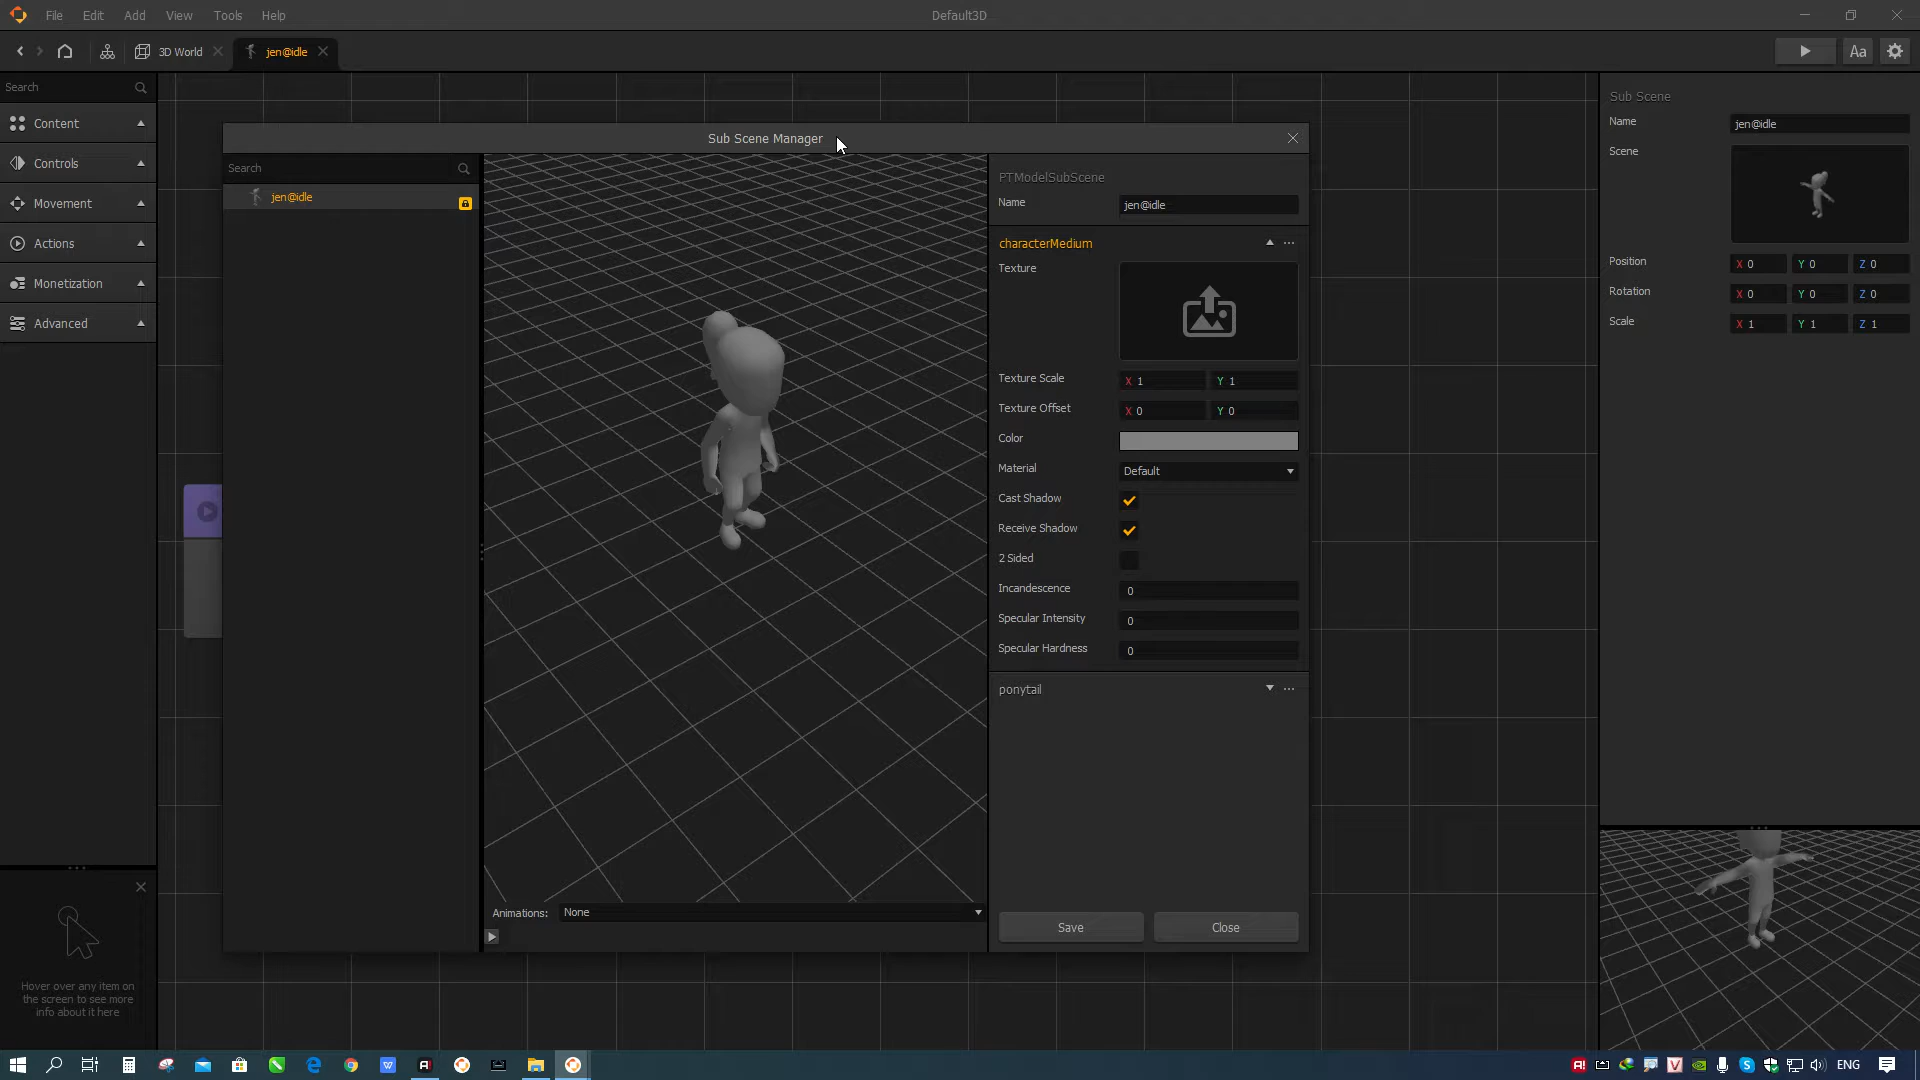 File Edit Add View Tools Help
Default3D
3D World
jen@idle
Aa
Search
Content
Controls
Movement
Actions
Monetization
Advanced
Hover over any item on
the screen to see more
info about it here
Sub Scene Manager
Search
jen@idle
Animations: None
PTModelSubScene
Name jen@idle
characterMedium
Texture
Texture Scale X 1 Y 1
Texture Offset X 0 Y 0
Color
Material Default
Cast Shadow
Receive Shadow
2 Sided
Incandescence 0
Specular Intensity 0
Specular Hardness 0
ponytail
Save Close
Sub Scene
Name jen@idle
Scene
Position X 0 Y 0 Z 0
Rotation X 0 Y 0 Z 0
Scale X 1 Y 1 Z 1
ENG